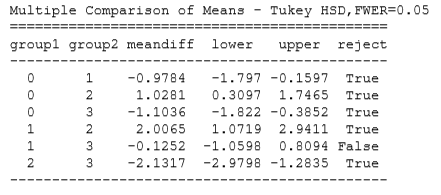 Multiple Comparison of Means - Tukey HSD,FWER=0.05
==============================================
group1 group2 meandiff  lower   upper  reject
----------------------------------------------
  0      1    -0.9784   -1.797 -0.1597  True
  0      2     1.0281   0.3097  1.7465  True
  0      3    -1.1036   -1.822 -0.3852  True
  1      2     2.0065   1.0719  2.9411  True
  1      3    -0.1252  -1.0598  0.8094 False
  2      3    -2.1317  -2.9798 -1.2835  True
----------------------------------------------